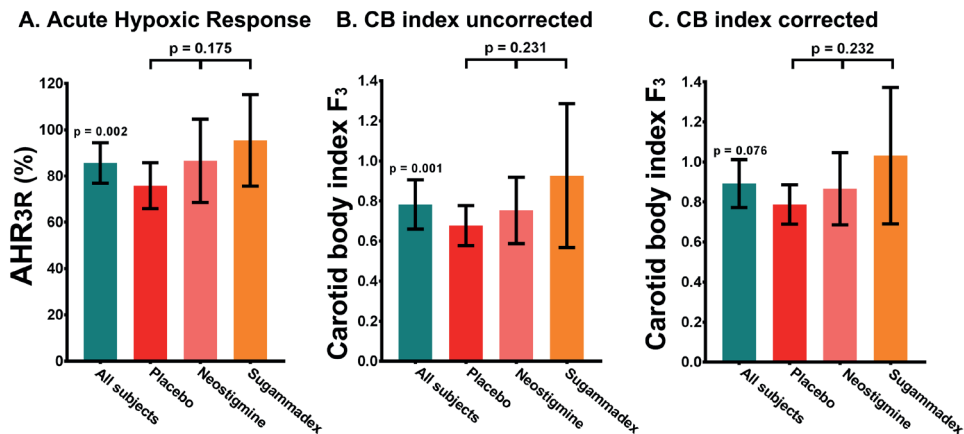 A. Acute Hypoxic Response
p = 0.175
AHR3R (%)
120
100
80
60
40
20
0
p = 0.002
All subjects
Placebo
Neostigmine
Sugammadex
B. CB index uncorrected
p = 0.231
Carotid body index F₃
1.4
1.2
1.0
0.8
0.6
0.4
0.2
0.0
p = 0.001
All subjects
Placebo
Neostigmine
Sugammadex
C. CB index corrected
p = 0.232
Carotid body index F₃
1.4
1.2
1.0
0.8
0.6
0.4
0.2
0.0
p = 0.076
All subjects
Placebo
Neostigmine
Sugammadex